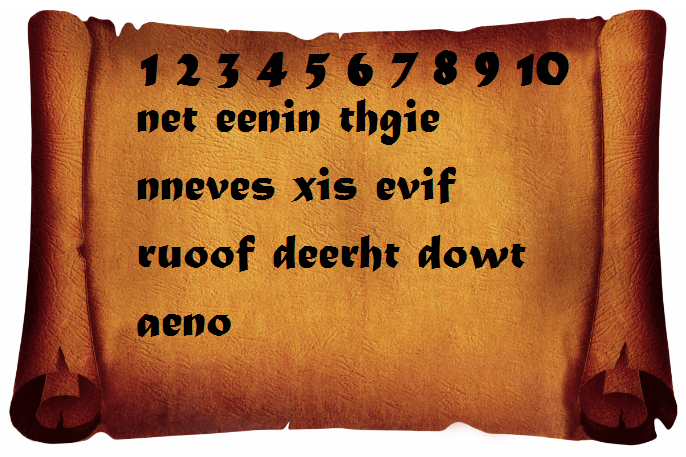 1 2 3 4 5 6 7 8 9 10
net eenin thgie
nneves xis evif
ruoof deerht dowt
aeno